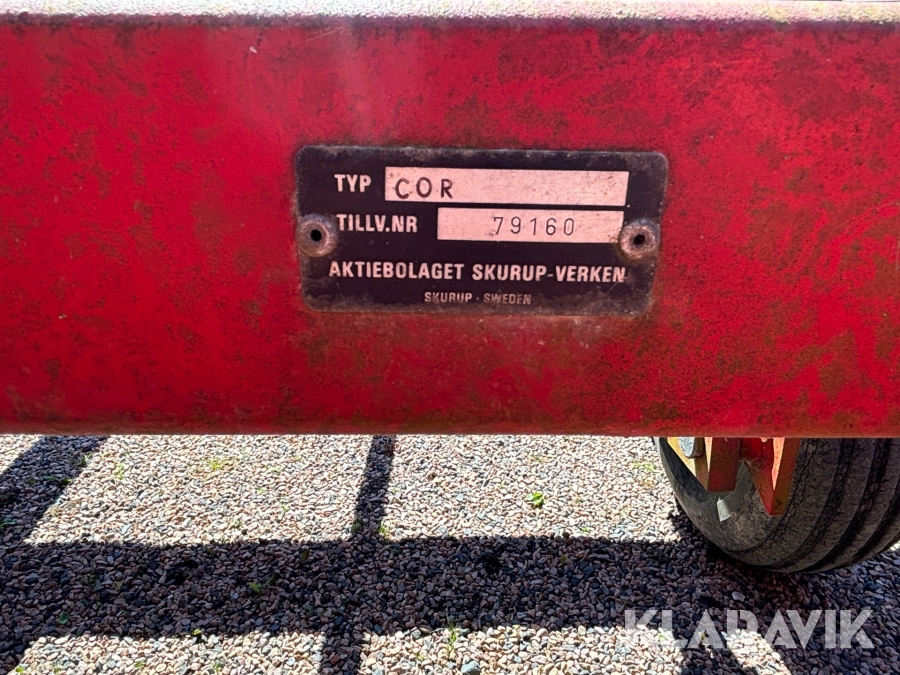 TYP COR
TILLV.NR 79160
AKTIEBOLAGET SKURUP-VERKEN
SKURUP · SWEDEN
KLARAVIK